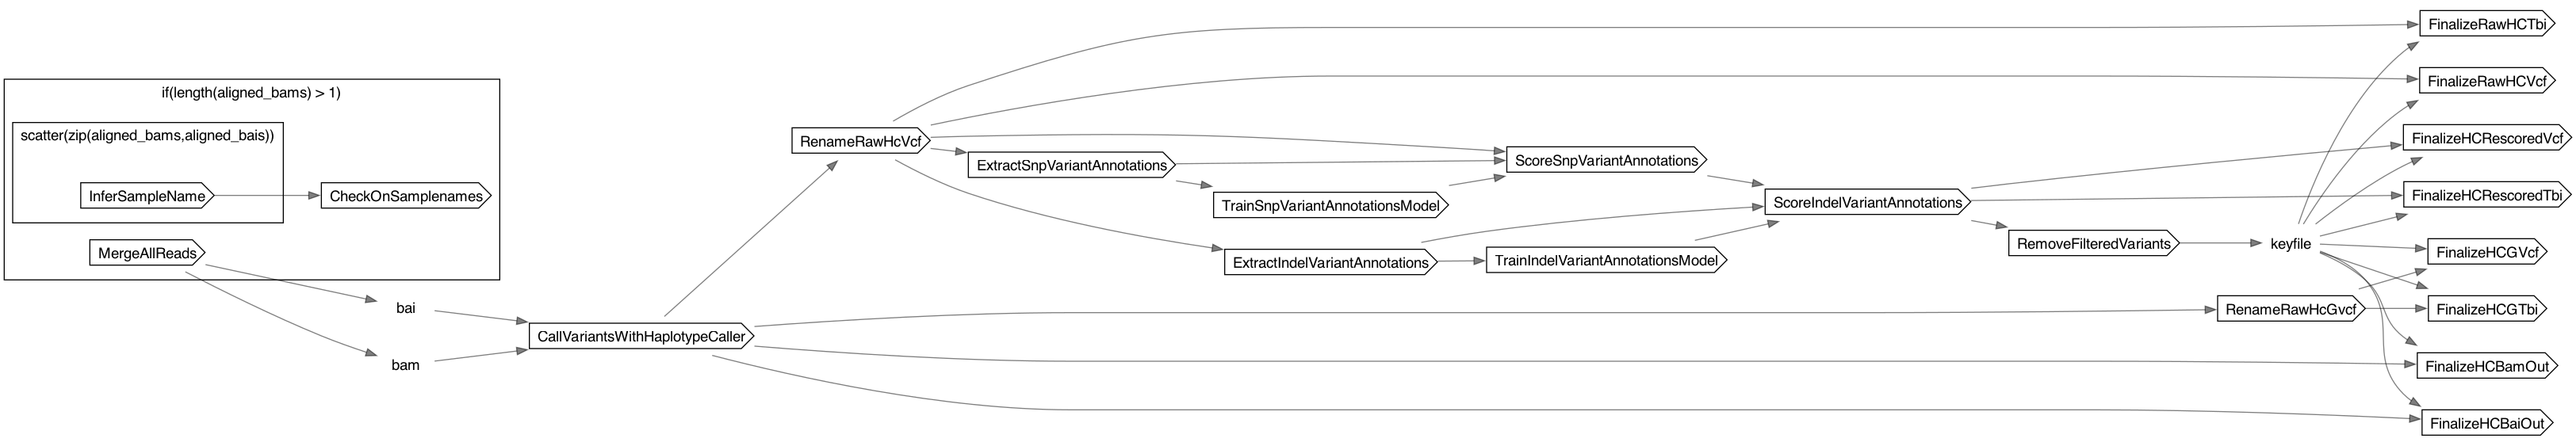 if(length(aligned_bams) > 1)
scatter(zip(aligned_bams,aligned_bais))
InferSampleName
CheckOnSamplenames
MergeAllReads
bai
bam
CallVariantsWithHaplotypeCaller
RenameRawHcVcf
ExtractSnpVariantAnnotations
TrainSnpVariantAnnotationsModel
ScoreSnpVariantAnnotations
ExtractIndelVariantAnnotations
TrainIndelVariantAnnotationsModel
ScoreIndelVariantAnnotations
RemoveFilteredVariants
RenameRawHcGvcf
keyfile
FinalizeRawHCTbi
FinalizeRawHCVcf
FinalizeHCRescoredVcf
FinalizeHCRescoredTbi
FinalizeHCGVcf
FinalizeHCGTbi
FinalizeHCBamOut
FinalizeHCBaiOut